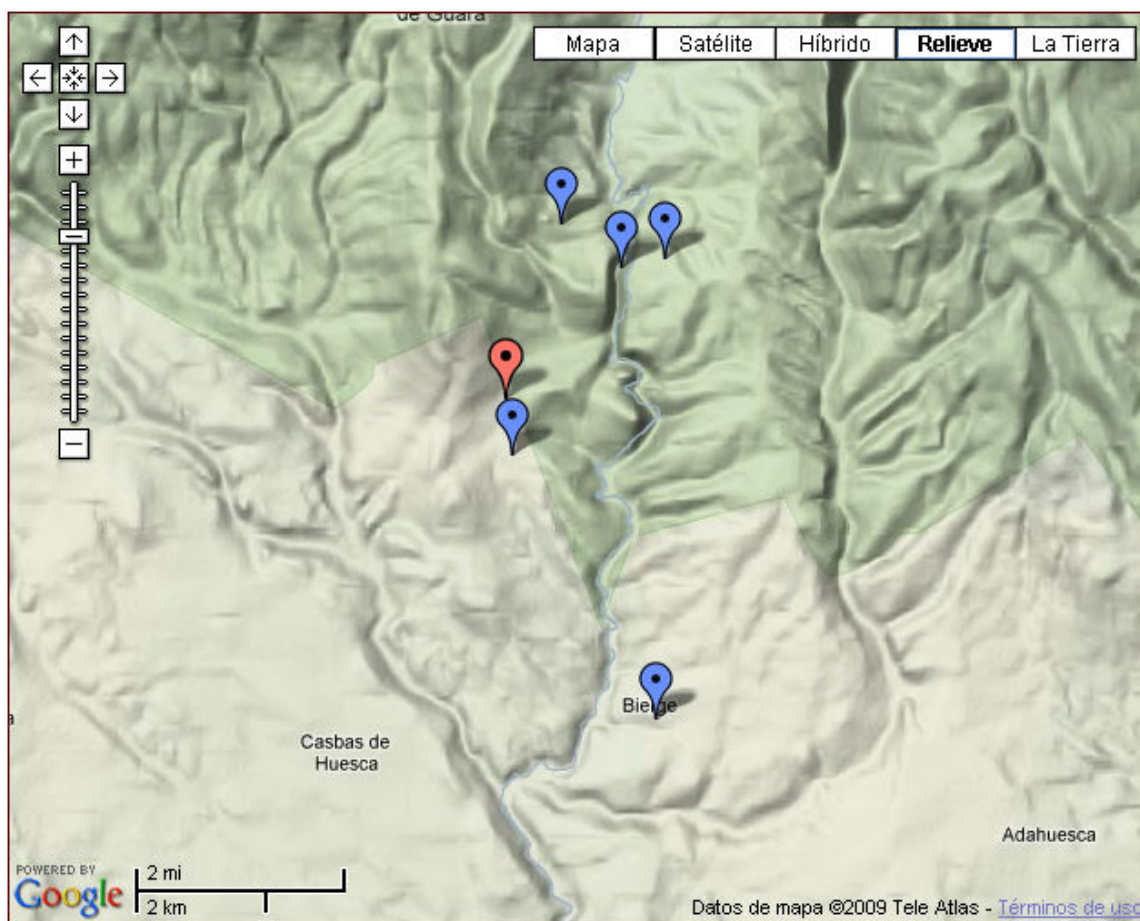 de Guara
Mapa
Satélite
Híbrido
Relieve
La Tierra
Bierge
Casbas de
Huesca
Adahuesca
POWERED BY
Google
2 mi
2 km
Datos de mapa ©2009 Tele Atlas - Términos de uso